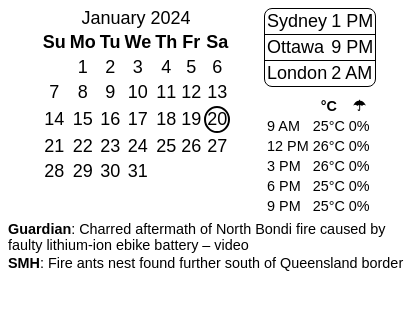 January 2024
Su Mo Tu We Th Fr Sa
1 2 3 4 5 6
7 8 9 10 11 12 13
14 15 16 17 18 19 20
21 22 23 24 25 26 27
28 29 30 31
Sydney 1 PM
Ottawa 9 PM
London 2 AM
°C ☂
9 AM 25°C 0%
12 PM 26°C 0%
3 PM 26°C 0%
6 PM 25°C 0%
9 PM 25°C 0%
Guardian: Charred aftermath of North Bondi fire caused by
faulty lithium-ion ebike battery – video
SMH: Fire ants nest found further south of Queensland border